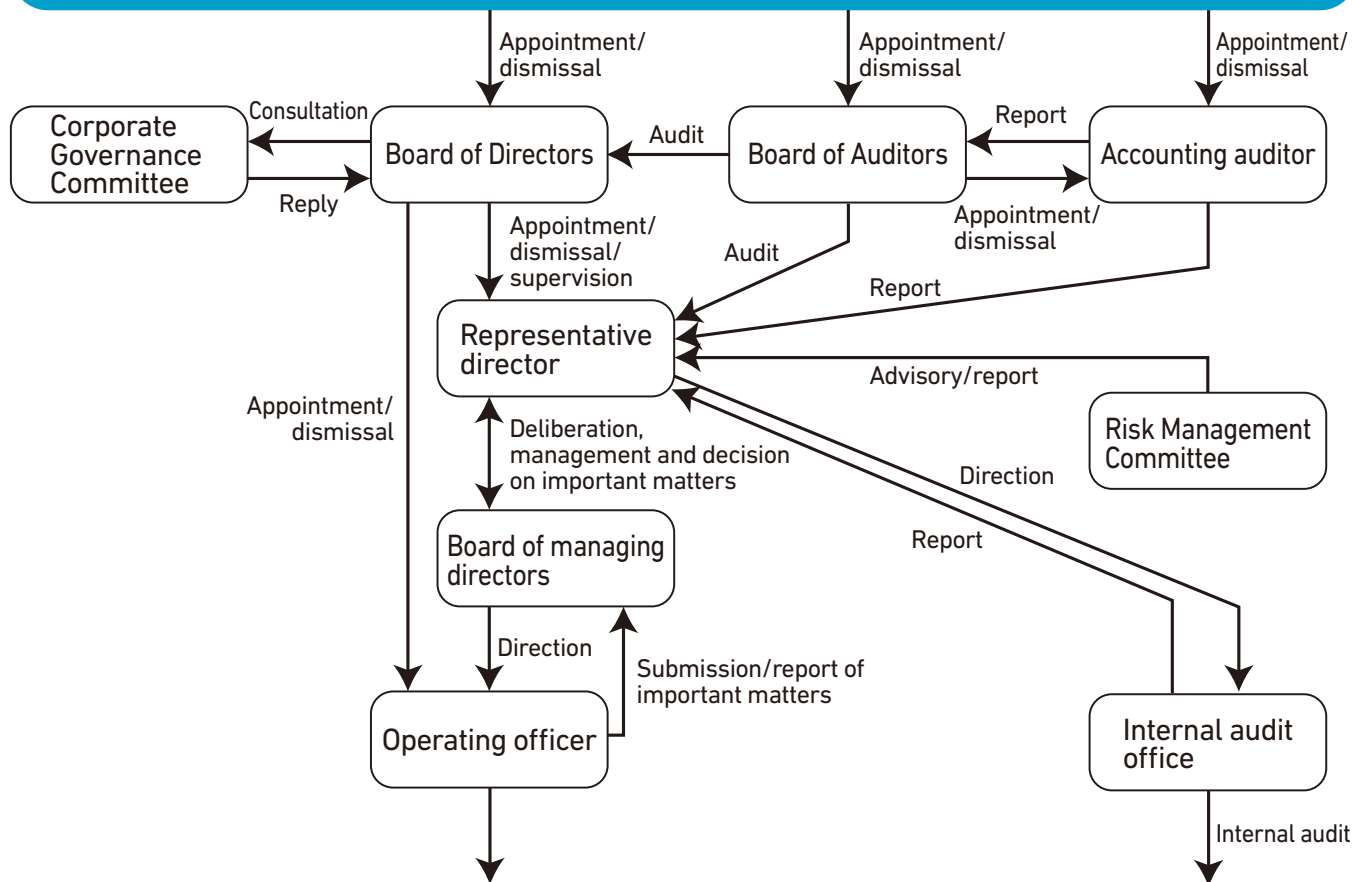 Appointment/
dismissal
Appointment/
dismissal
Appointment/
dismissal
Corporate
Governance
Committee
Consultation
Reply
Board of Directors
Audit
Board of Auditors
Report
Appointment/
dismissal
Accounting auditor
Appointment/
dismissal/
supervision
Audit
Report
Representative
director
Advisory/report
Appointment/
dismissal
Deliberation,
management and decision
on important matters
Risk Management
Committee
Direction
Report
Board of managing
directors
Direction
Submission/report of
important matters
Operating officer
Internal audit
office
Internal audit